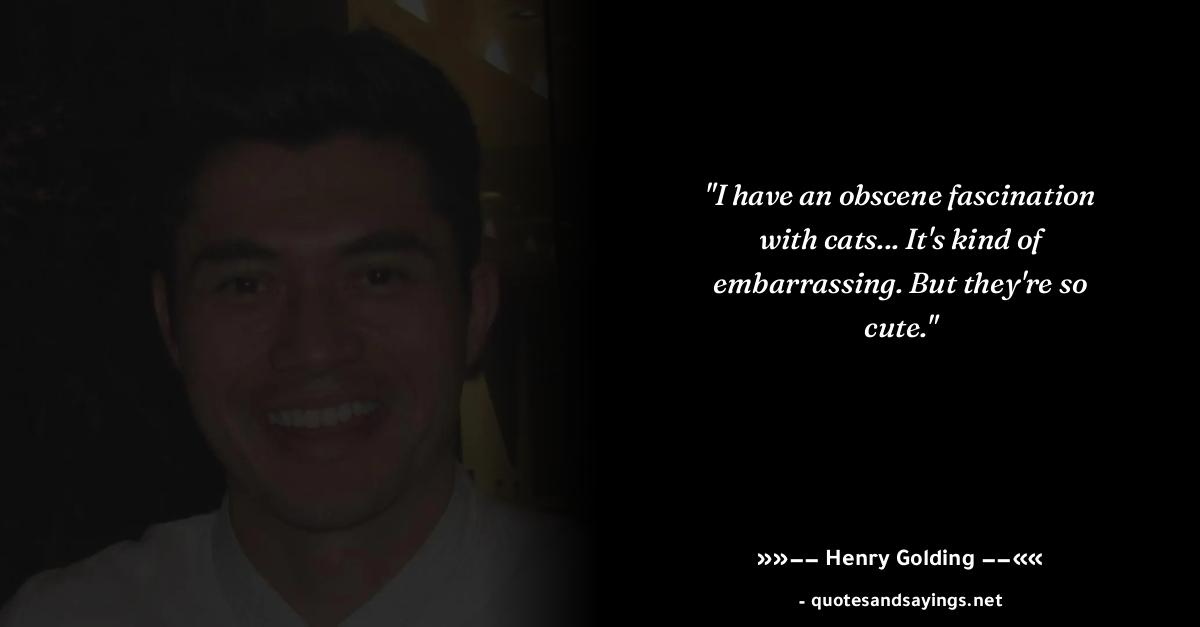 "I have an obscene fascination
with cats... It's kind of
embarrassing. But they're so
cute."
»»−− Henry Golding −−««
- quotesandsayings.net